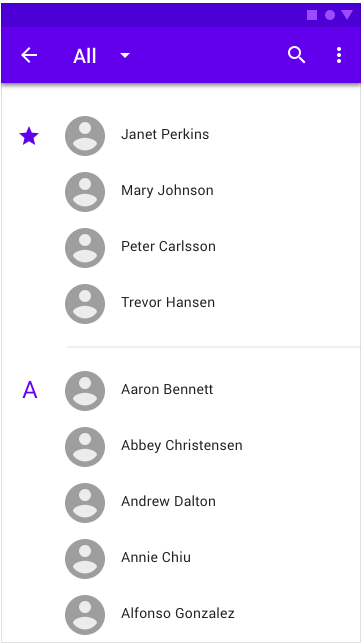 All
Janet Perkins
Mary Johnson
Peter Carlsson
Trevor Hansen
A
Aaron Bennett
Abbey Christensen
Andrew Dalton
Annie Chiu
Alfonso Gonzalez